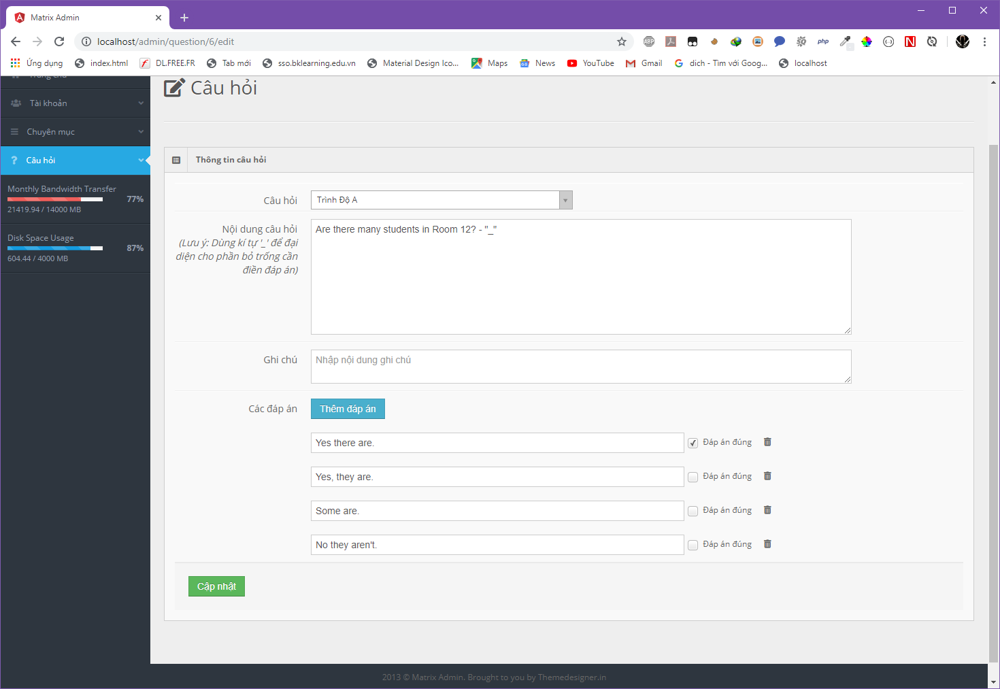 Matrix Admin
localhost/admin/question/6/edit
ABP
php
Ứng dụng
index.html
DL.FREE.FR
Tab mới
sso.bklearning.edu.vn
Material Design Ico...
Maps
News
YouTube
Gmail
dich - Tìm với Goog...
localhost
Trang chủ
Tài khoản
Chuyên mục
Câu hỏi
Monthly Bandwidth Transfer
77%
21419.94 / 14000 MB
Disk Space Usage
87%
604.44 / 4000 MB
Câu hỏi
Thông tin câu hỏi
Câu hỏi
Trình Độ A
Nội dung câu hỏi
(Lưu ý: Dùng kí tự '_' để đại
diện cho phần bỏ trống cần
điền đáp án)
Are there many students in Room 12? - "_"
Ghi chú
Nhập nội dung ghi chú
Các đáp án
Thêm đáp án
Yes there are.
Đáp án đúng
Yes, they are.
Đáp án đúng
Some are.
Đáp án đúng
No they aren't.
Đáp án đúng
Cập nhật
2013 © Matrix Admin. Brought to you by Themedesigner.in